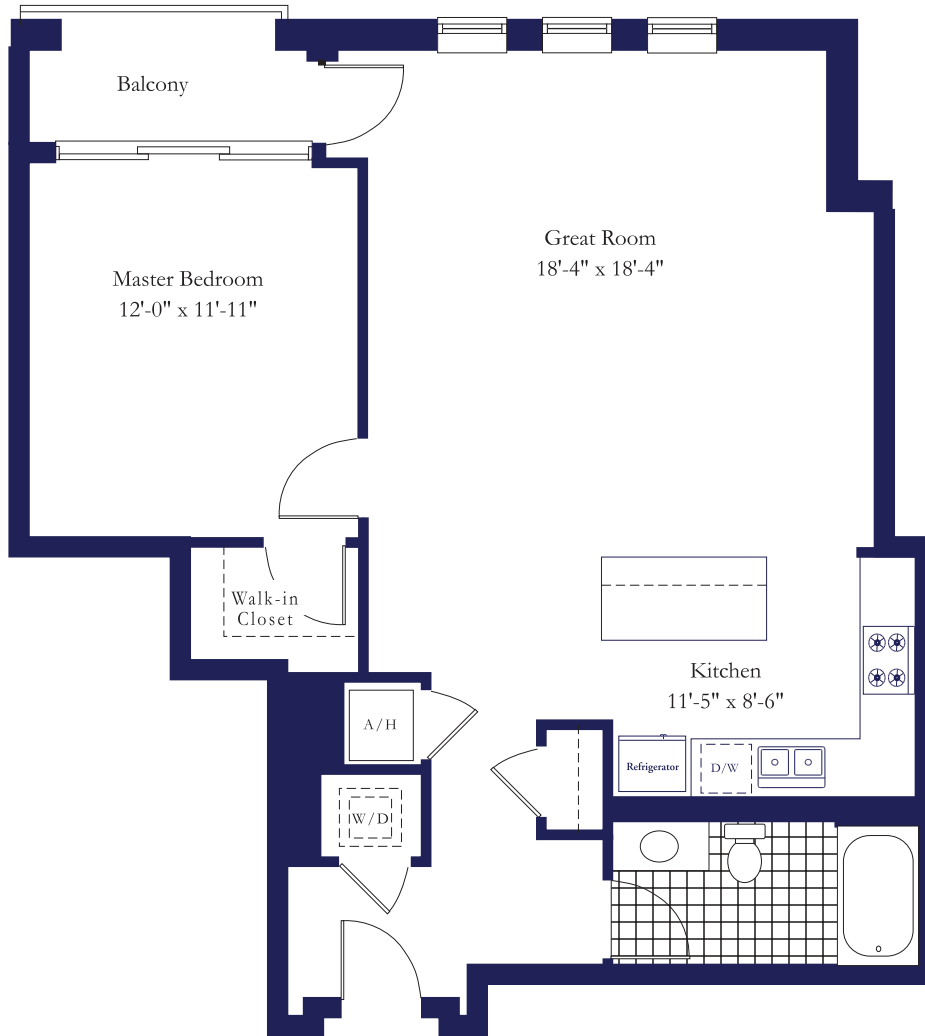 Balcony
Great Room
18'-4" x 18'-4"
Master Bedroom
12'-0" x 11'-11"
Walk-in
Closet
Kitchen
11'-5" x 8'-6"
A/H
Refrigerator
D/W
W/D